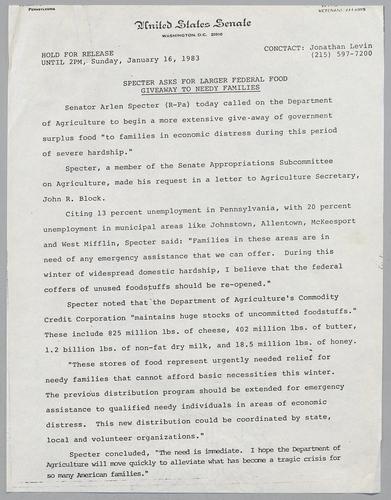 PENNSYLVANIA
VETERANS' AFFAIRS
United States Senate
WASHINGTON, D.C. 20510
HOLD FOR RELEASE
UNTIL 2PM, Sunday, January 16, 1983
CONCTACT: Jonathan Levin
(215) 597-7200
SPECTER ASKS FOR LARGER FEDERAL FOOD
GIVEAWAY TO NEEDY FAMILIES
Senator Arlen Specter (R-Pa) today called on the Department
of Agriculture to begin a more extensive give-away of government
surplus food "to families in economic distress during this period
of severe hardship."
Specter, a member of the Senate Appropriations Subcommittee
on Agriculture, made his request in a letter to Agriculture Secretary,
John R. Block.
Citing 13 percent unemployment in Pennsylvania, with 20 percent
unemployment in municipal areas like Johnstown, Allentown, McKeesport
and West Mifflin, Specter said: "Families in these areas are in
need of any emergency assistance that we can offer. During this
winter of widespread domestic hardship, I believe that the federal
coffers of unused foodstuffs should be re-opened."
Specter noted that the Department of Agriculture's Commodity
Credit Corporation "maintains huge stocks of uncommitted foodstuffs."
These include 825 million lbs. of cheese, 402 million lbs. of butter,
1.2 billion lbs. of non-fat dry milk, and 18.5 million lbs. of honey.
"These stores of food represent urgently needed relief for
needy families that cannot afford basic necessities this winter.
The previous distribution program should be extended for emergency
assistance to qualified needy individuals in areas of economic
distress. This new distribution could be coordinated by state,
local and volunteer organizations."
Specter concluded, "The need is immediate. I hope the Department of
Agriculture will move quickly to alleviate what has become a tragic crisis for
so many American families."